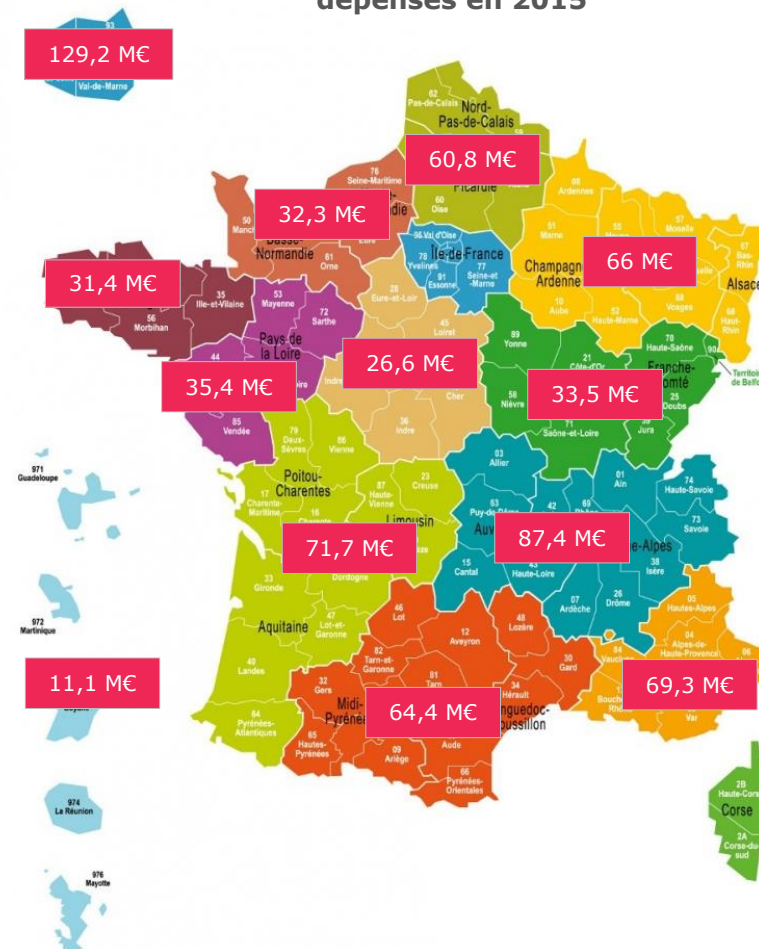 dépenses en 2015
93
129,2 M€
Val-de-Marne
62
Pas-de-Calais
Nord-
Pas-de-Calais
60,8 M€
Picardie
60
Oise
76
Seine-Maritime
32,3 M€
50
Basse-
Normandie
61
Orne
08
Ardennes
51
Marne
55
57
Moselle
67
Bas-
Rhin
66 M€
Champagne
Ardenne
Alsace
10
Aube
52
Haute-Marne
88
Vosges
68
Haut-
Rhin
95 Val d'Oise
Île-de-France
78
Yvelines
91
Essonne
77
Seine-et
-Marne
31,4 M€
35
Ille-et-Vilaine
56
Morbihan
53
Mayenne
72
Sarthe
Pays de
la Loire
44
35,4 M€
85
Vendée
28
Eure-et-Loir
45
Loiret
26,6 M€
Cher
36
Indre
89
Yonne
21
Côte-d'Or
70
Haute-Saône
90
Territoire
de Belfo
Franche-
58
Nièvre
33,5 M€
25
Doubs
39
Jura
71
Saône-et-Loire
79
Deux-
Sèvres
86
Vienne
Poitou-
Charentes
17
Charente-
Maritime
16
Charente
87
Haute-
Vienne
23
Creuse
Limousin
71,7 M€
Dordogne
33
Gironde
47
Lot-et-
Garonne
Aquitaine
40
Landes
64
Pyrénées-
Atlantiques
03
Allier
63
Puy-de-Dôme
42
69
01
Ain
74
Haute-Savoie
73
Savoie
87,4 M€
38
Isère
15
Cantal
43
Haute-Loire
07
Ardèche
26
Drôme
46
Lot
12
Aveyron
48
Lozère
30
Gard
82
Tarn-et
Garonne
81
Tarn
32
Gers
34
Hérault
Midi-
64,4 M€
65
Hautes-
Pyrénées
09
Ariège
Aude
66
Pyrénées-
Orientales
05
Hautes-Alpes
04
Alpes-de-
Haute-Provence
06
84
69,3 M€
Var
971
Guadeloupe
972
Martinique
11,1 M€
974
La Réunion
976
Mayotte
2B
Haute-Cors
Corse
2A
Corse-du-
sud